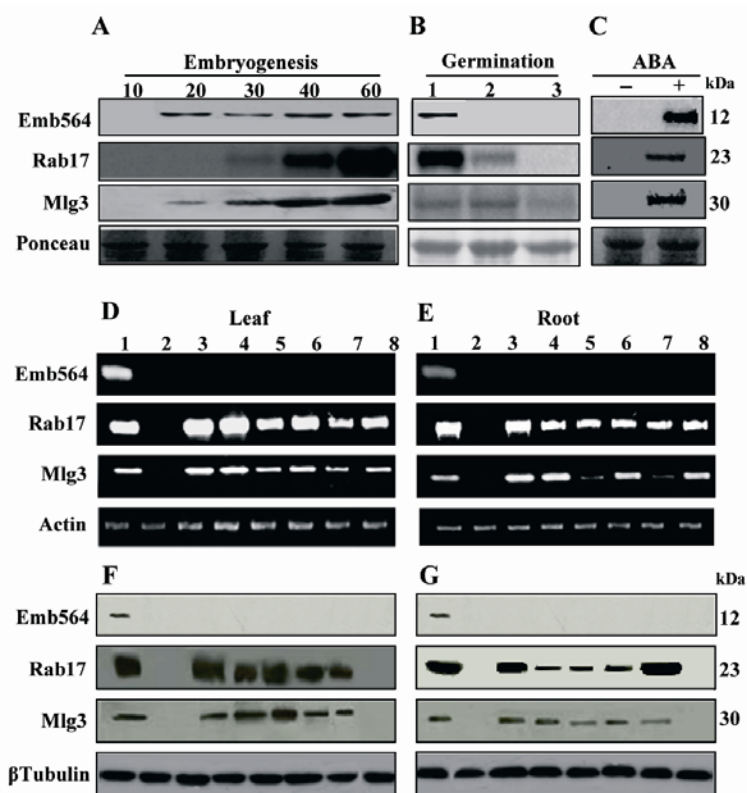 A B C
Embryogenesis Germination ABA
10 20 30 40 60 1 2 3 − + kDa
Emb564 12
Rab17 23
Mlg3 30
Ponceau
D E
Leaf Root
1 2 3 4 5 6 7 8 1 2 3 4 5 6 7 8
Emb564
Rab17
Mlg3
Actin
F G kDa
Emb564 12
Rab17 23
Mlg3 30
βTubulin